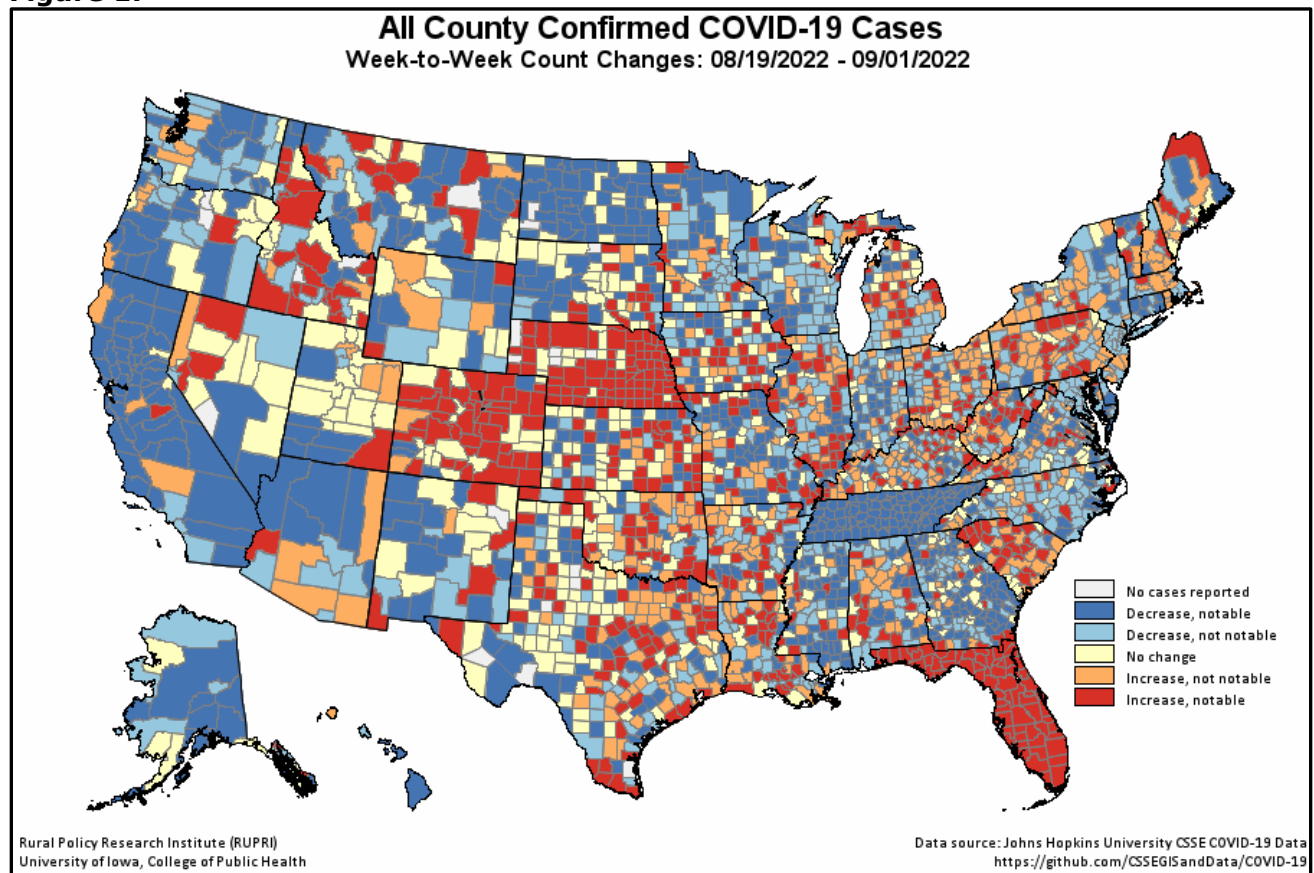 All County Confirmed COVID-19 Cases
Week-to-Week Count Changes: 08/19/2022 - 09/01/2022
No cases reported
Decrease, notable
Decrease, not notable
No change
Increase, not notable
Increase, notable
Rural Policy Research Institute (RUPRI)
University of Iowa, College of Public Health
Data source: Johns Hopkins University CSSE COVID-19 Data
https://github.com/CSSEGISandData/COVID-19